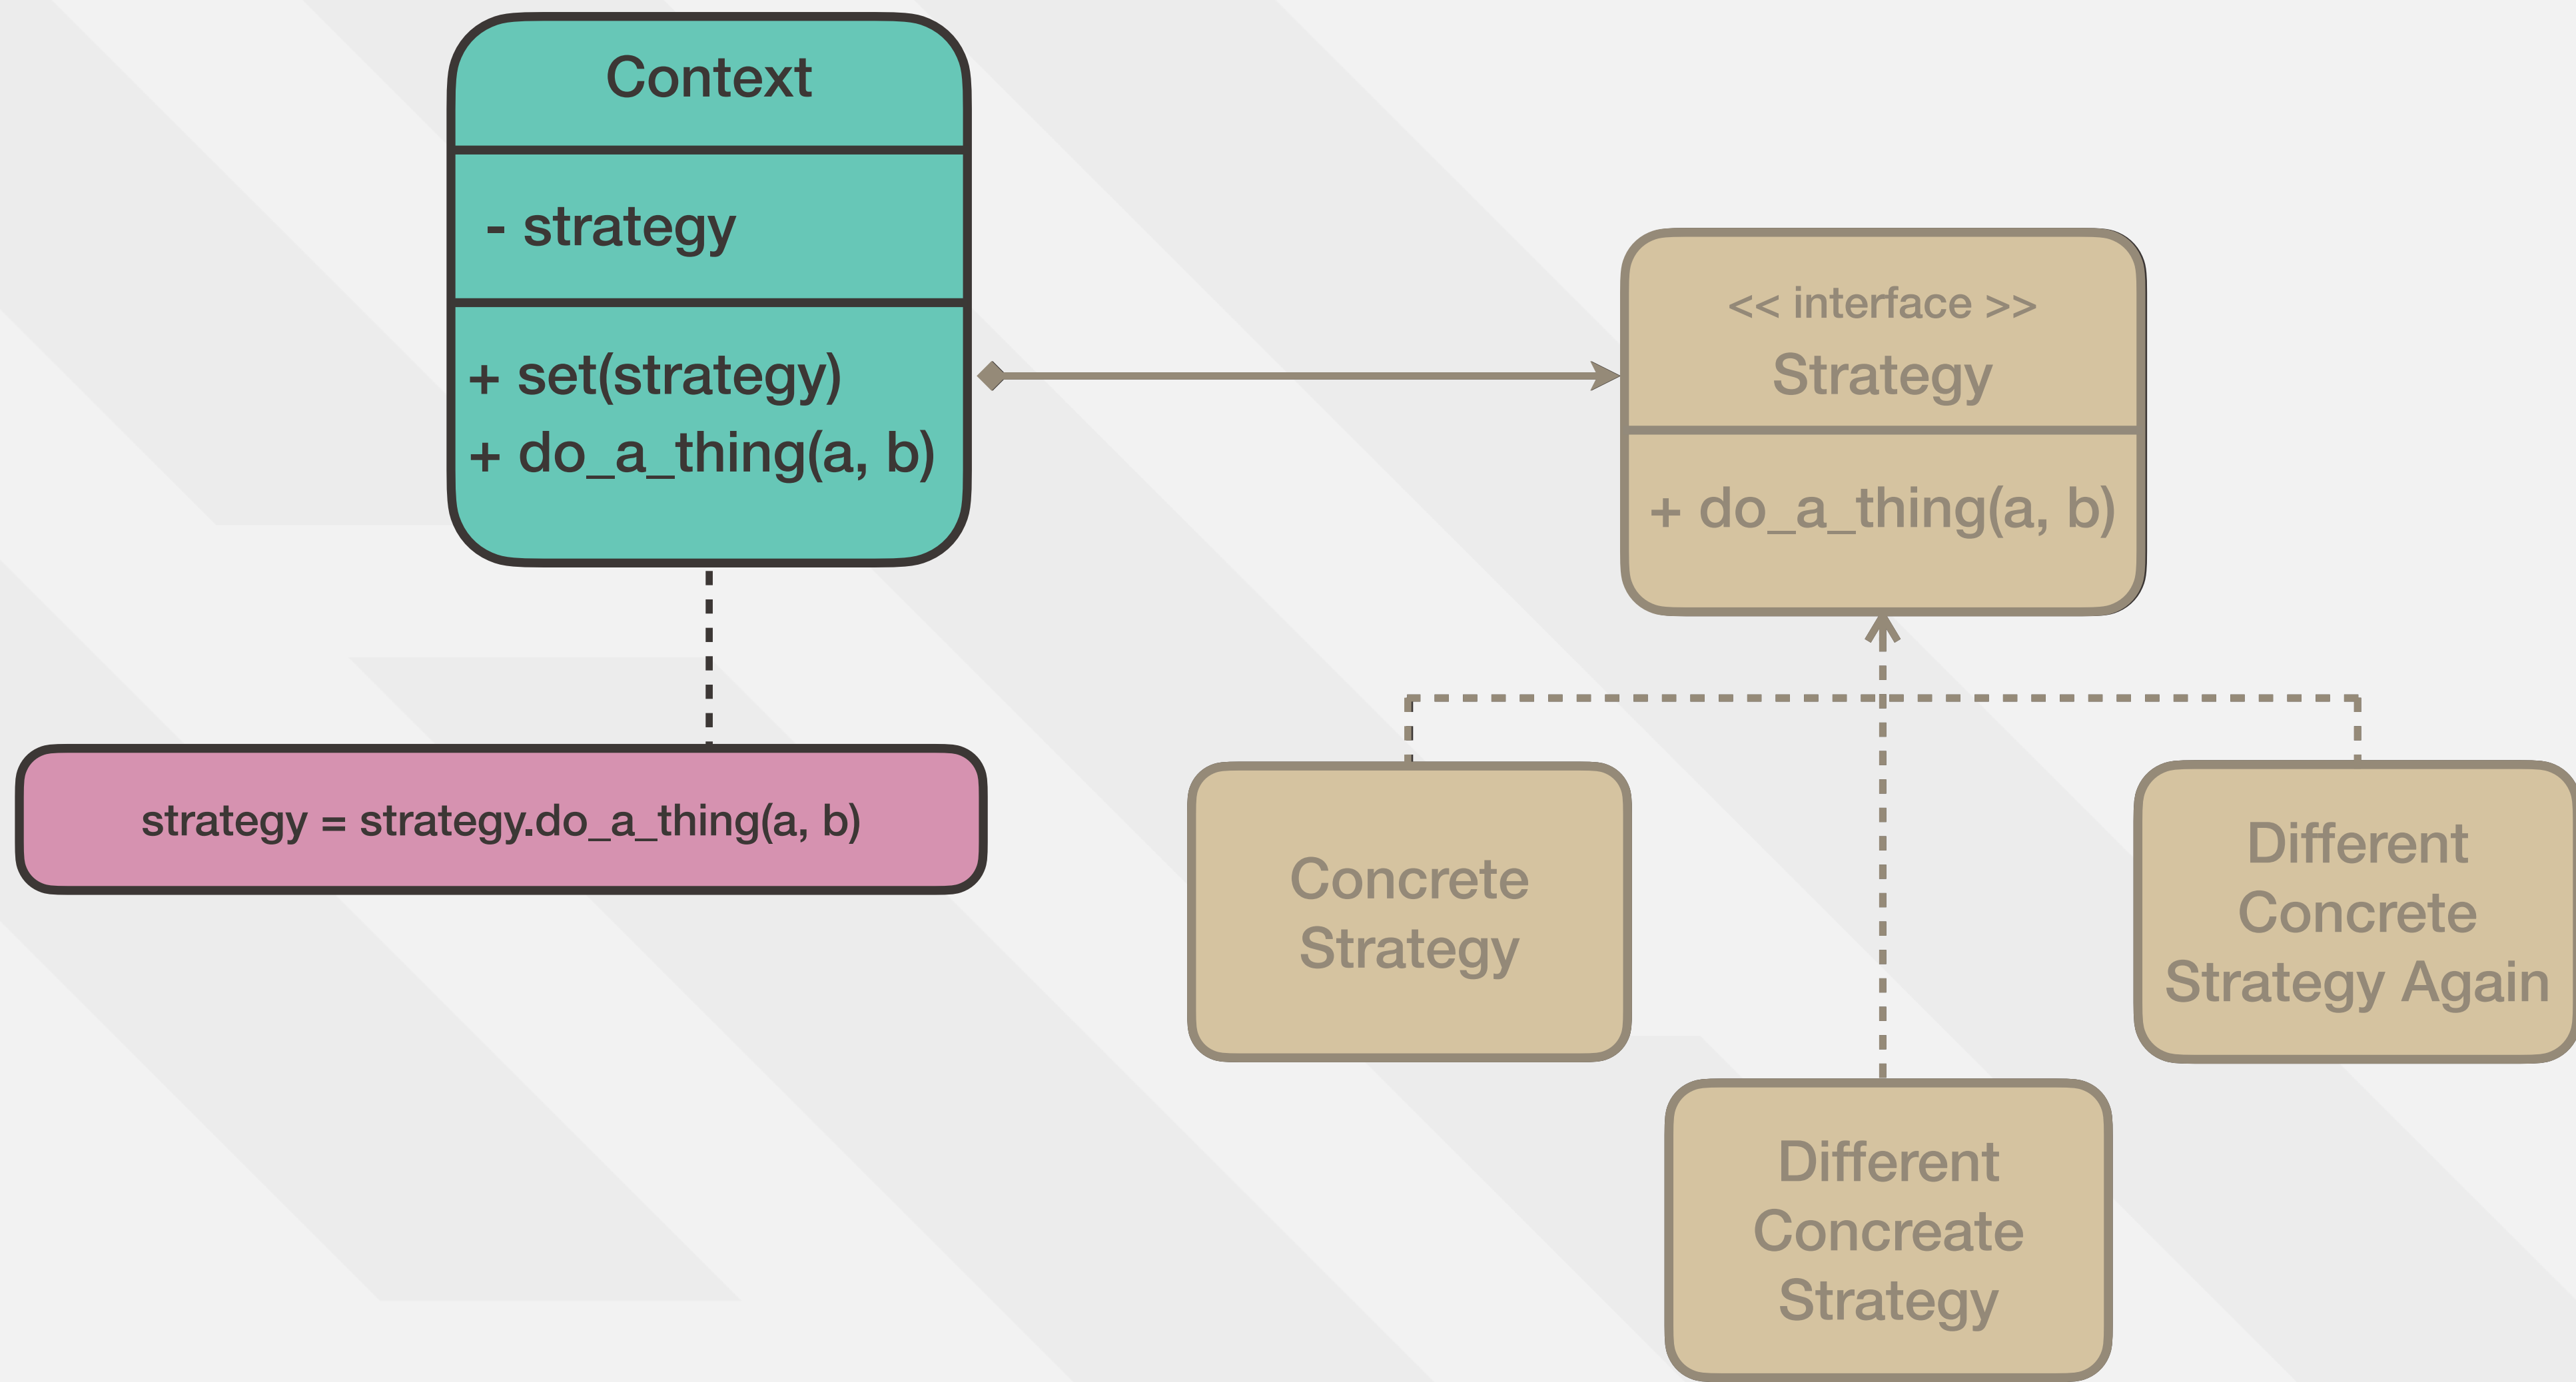 Context
- strategy
+ set(strategy)
+ do_a_thing(a, b)
<< interface >>
Strategy
+ do_a_thing(a, b)
strategy = strategy.do_a_thing(a, b)
Concrete
Strategy
Different
Concreate
Strategy
Different
Concrete
Strategy Again